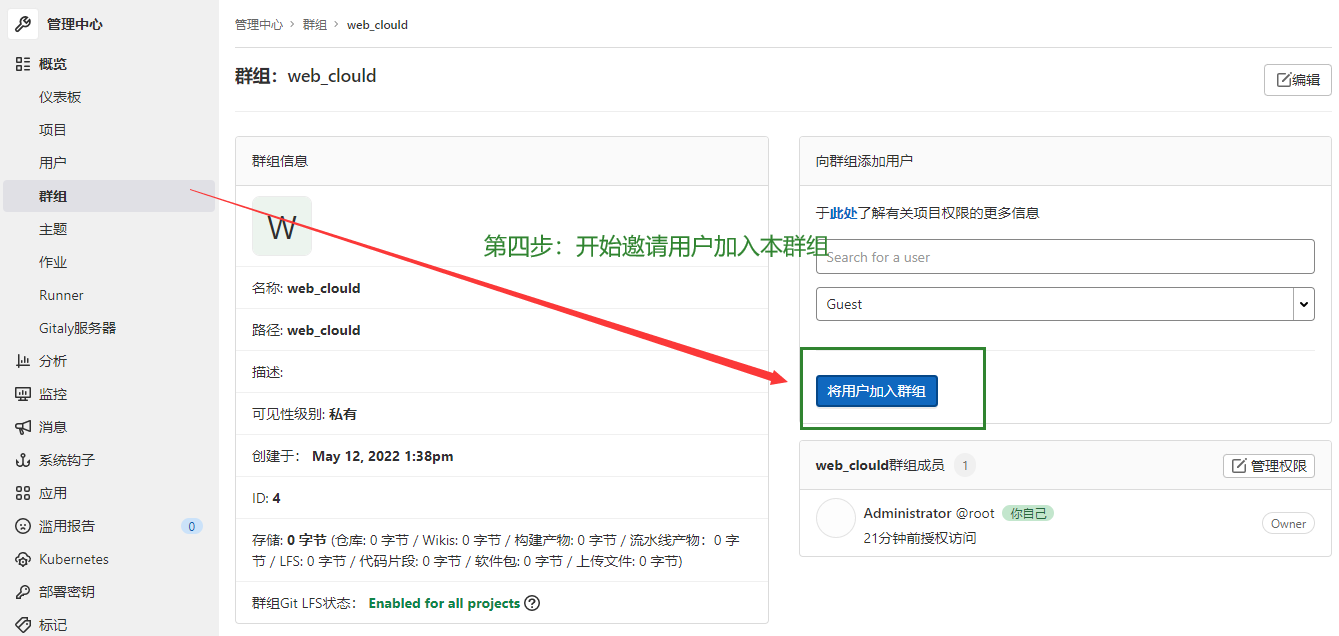 管理中心
概览
仪表板
项目
用户
群组
主题
作业
Runner
Gitaly服务器
分析
监控
消息
系统钩子
应用
滥用报告 0
Kubernetes
部署密钥
标记
管理中心 › 群组 › web_clould
群组：web_clould
编辑
群组信息
W
名称: web_clould
路径: web_clould
描述:
可见性级别: 私有
创建于： May 12, 2022 1:38pm
ID: 4
存储: 0 字节 (仓库: 0 字节 / Wikis: 0 字节 / 构建产物: 0 字节 / 流水线产物：0 字
节 / LFS: 0 字节 / 代码片段: 0 字节 / 软件包: 0 字节 / 上传文件: 0 字节)
群组Git LFS状态： Enabled for all projects
第四步：开始邀请用户加入本群组
向群组添加用户
于此处了解有关项目权限的更多信息
Search for a user
Guest
将用户加入群组
web_clould群组成员 1
管理权限
Administrator @root 你自己
21分钟前授权访问
Owner